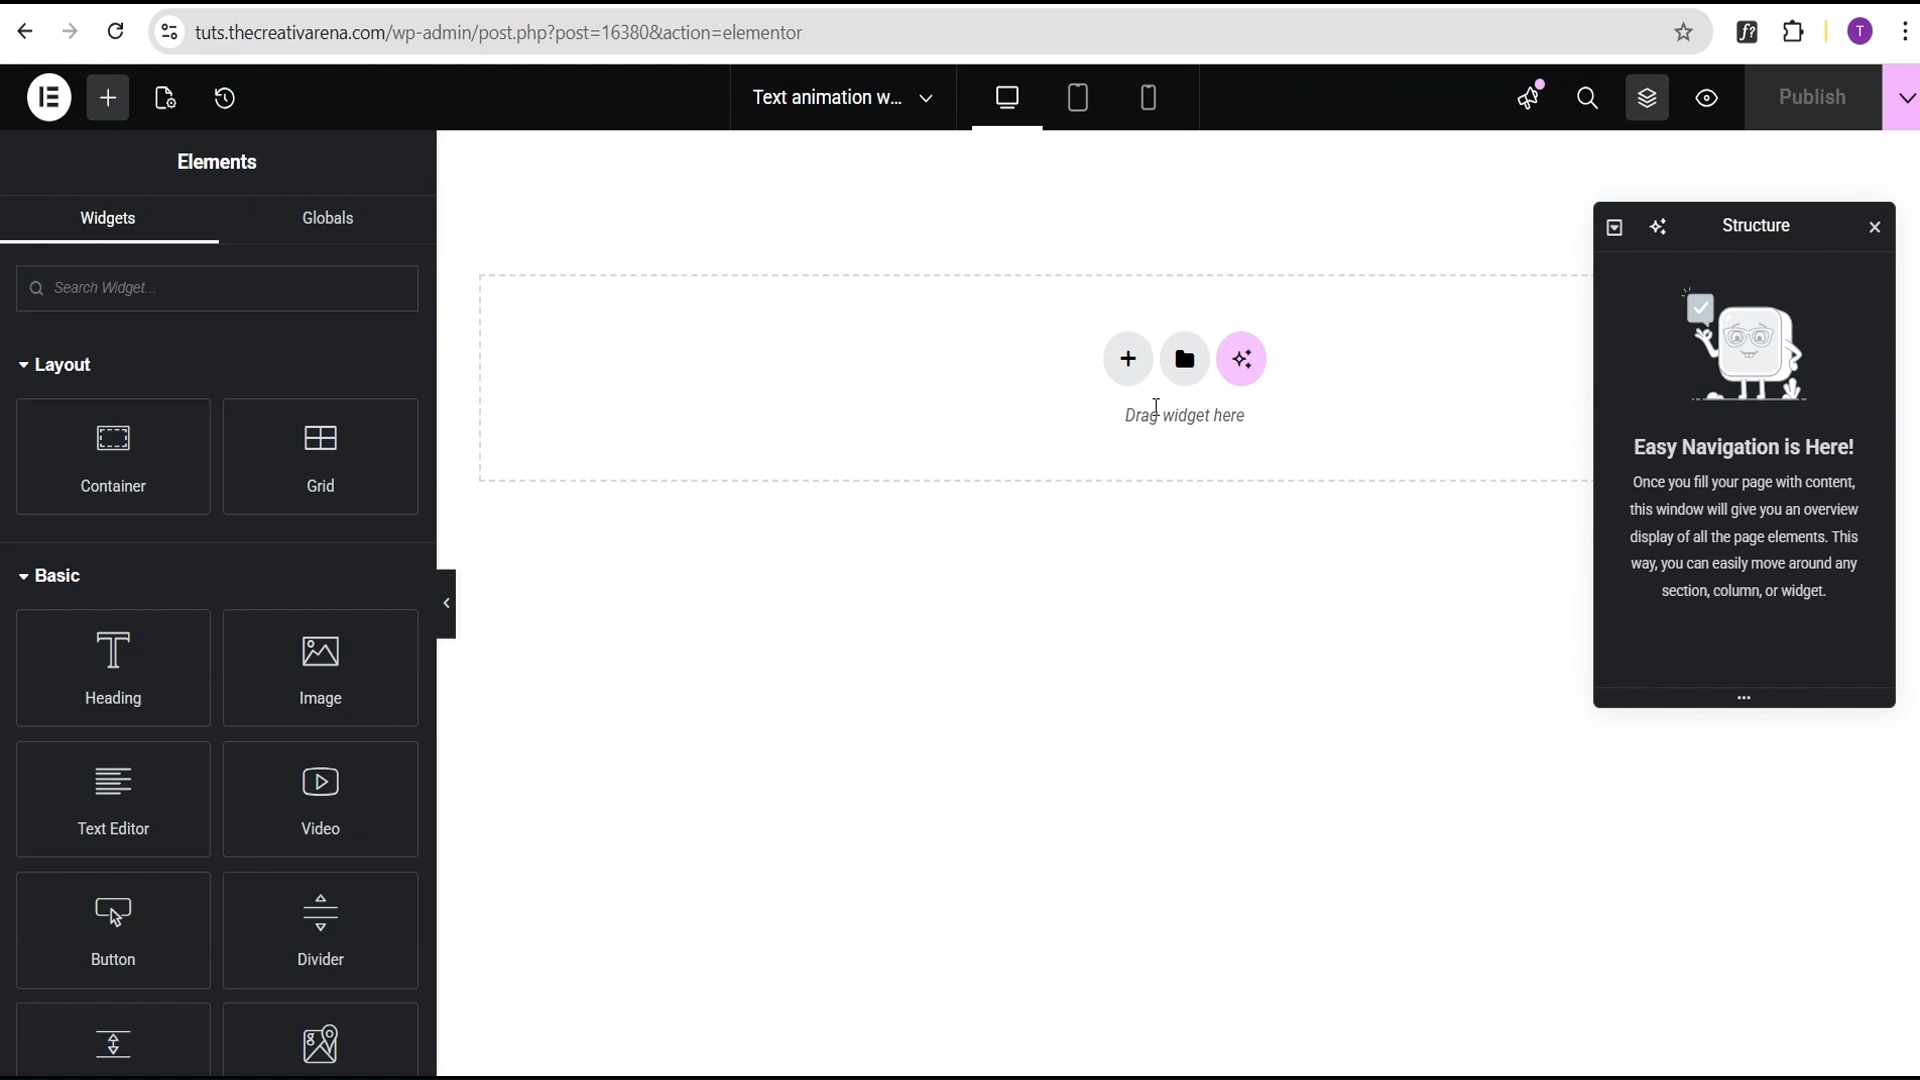 tuts.thecreativarena.com/wp-admin/post.php?post=16380&action=elementor
T
Text animation w...
Publish
Elements
Widgets
Globals
Search Widget...
Layout
Container
Grid
Basic
Heading
Image
Text Editor
Video
Button
Divider
Drag widget here
Structure
Easy Navigation is Here!
Once you fill your page with content,
this window will give you an overview
display of all the page elements. This
way, you can easily move around any
section, column, or widget.